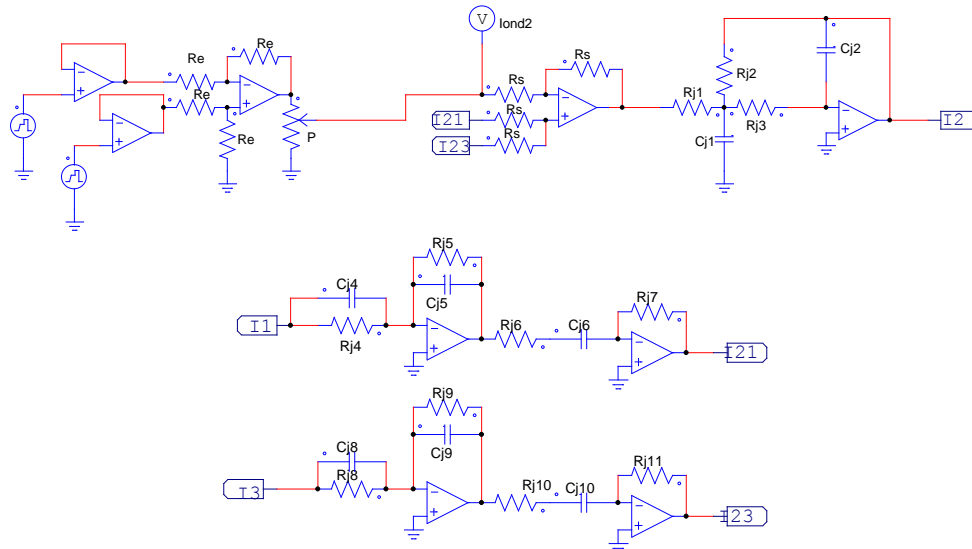 V
Iond2
Re
Re
Re
Re
P
Rs
Rs
Rs
Rs
I21
I23
Rj1
Rj2
Rj3
Cj1
Cj2
I2
I1
Cj4
Rj4
Rj5
Cj5
Rj6
Cj6
Rj7
I21
I3
Cj8
Rj8
Rj9
Cj9
Rj10
Cj10
Rj11
I23